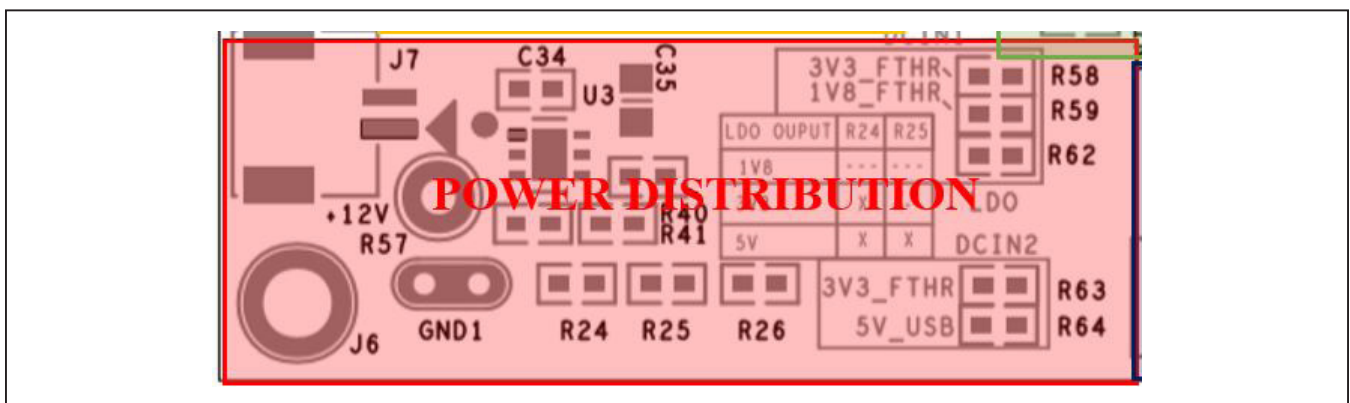 J7
C34
C35
U3
3V3_FTHR
1V8_FTHR
R58
R59
R62
LDO OUPUT R24 R25
1V8 --- ---
X
5V X X
POWER DISTRIBUTION
LDO
+12V
R57
R40
R41
DCIN2
3V3_FTHR
5V_USB
R63
R64
J6
GND1
R24
R25
R26